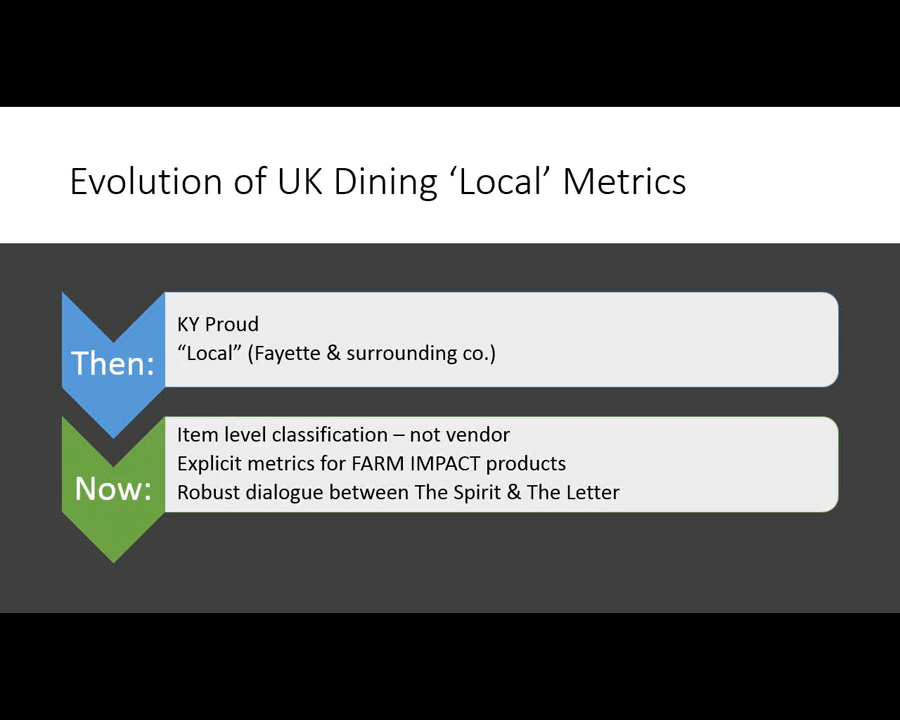 Evolution of UK Dining ‘Local’ Metrics
Then:
KY Proud
“Local” (Fayette & surrounding co.)
Now:
Item level classification – not vendor
Explicit metrics for FARM IMPACT products
Robust dialogue between The Spirit & The Letter